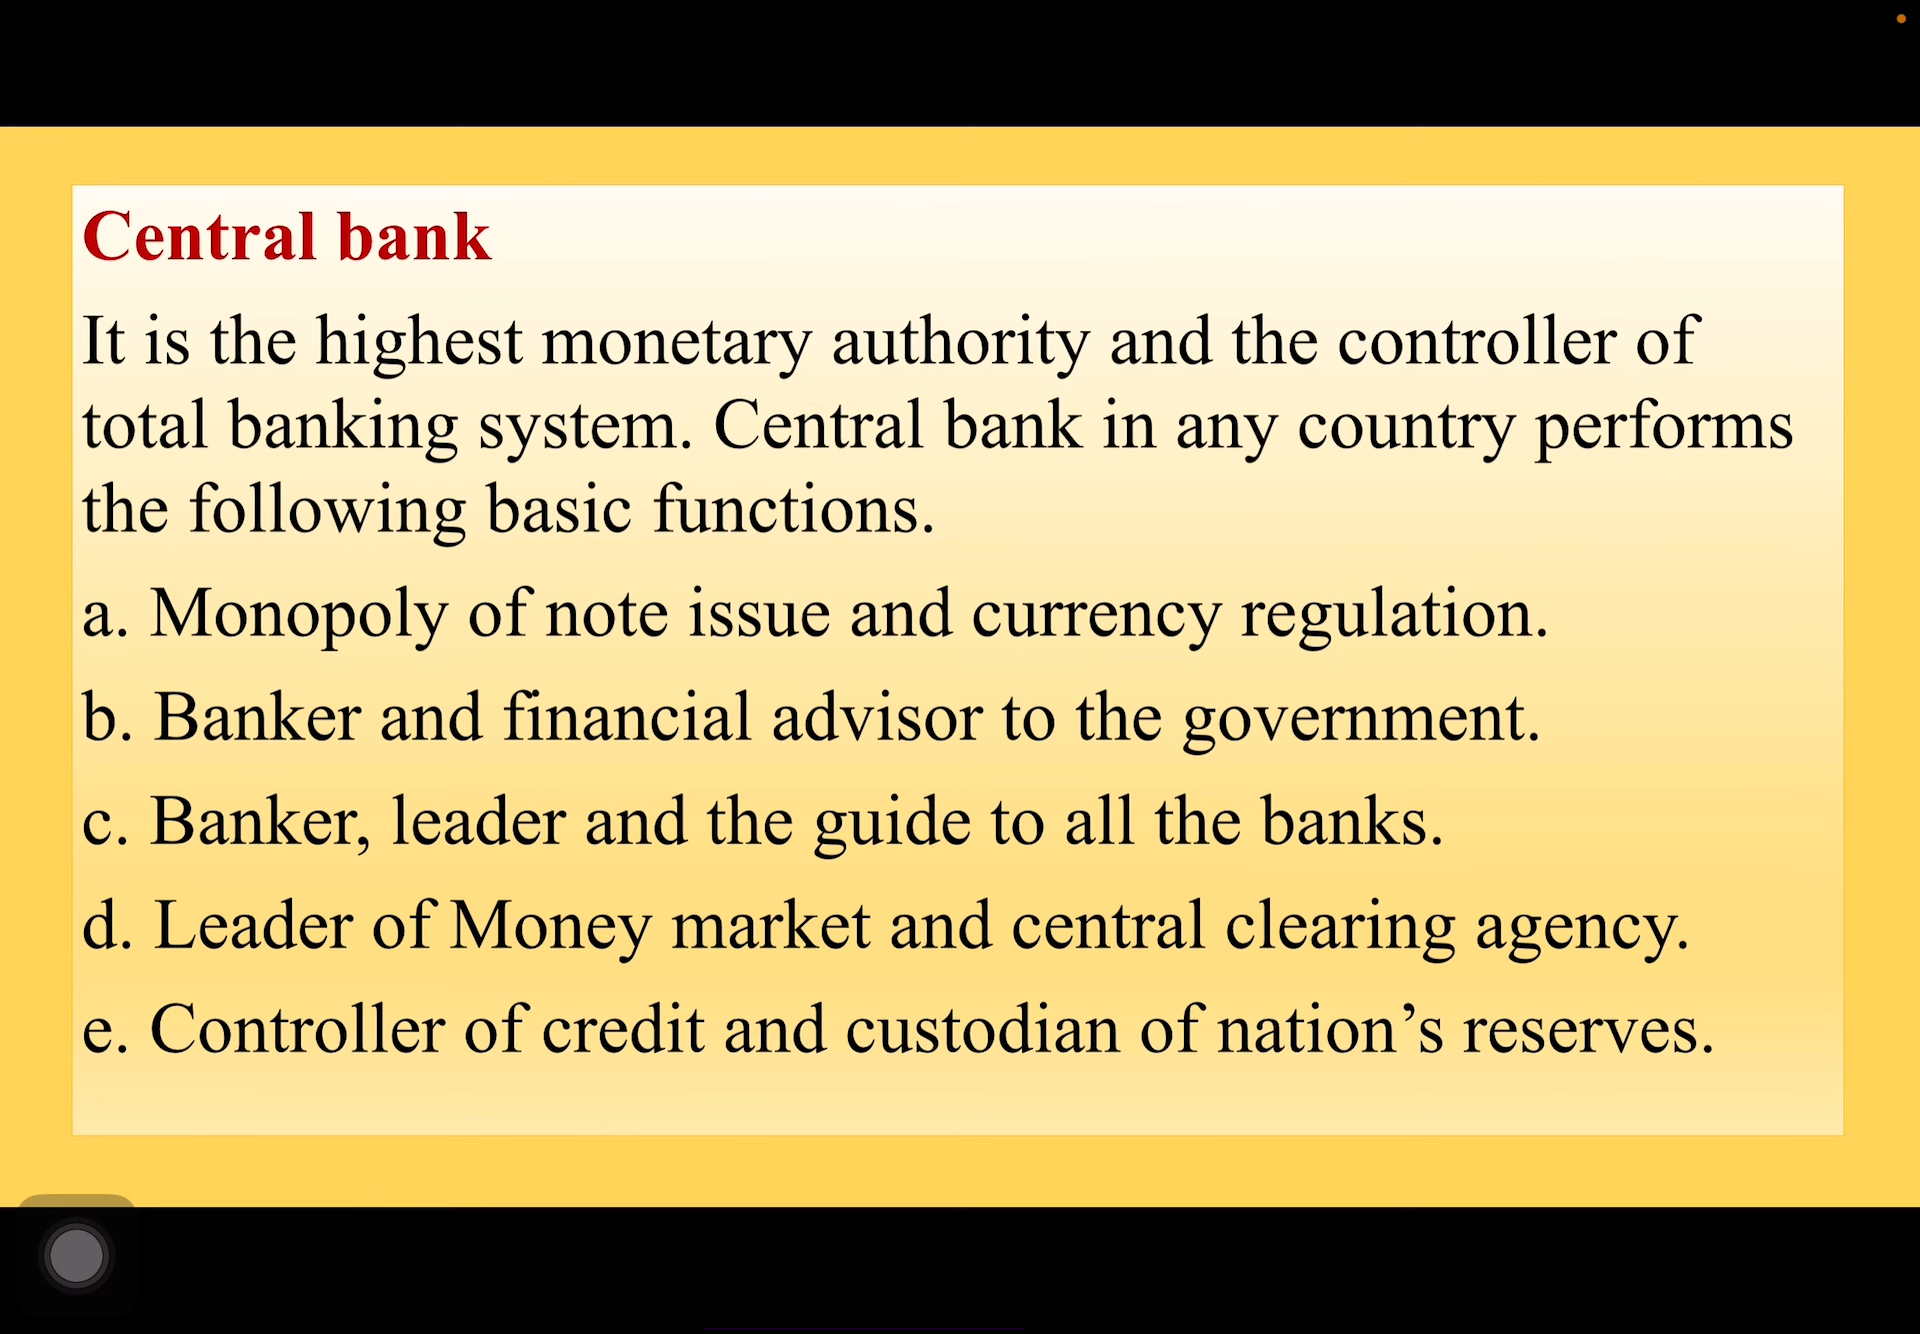 Central bank
It is the highest monetary authority and the controller of
total banking system. Central bank in any country performs
the following basic functions.
a. Monopoly of note issue and currency regulation.
b. Banker and financial advisor to the government.
c. Banker, leader and the guide to all the banks.
d. Leader of Money market and central clearing agency.
e. Controller of credit and custodian of nation’s reserves.